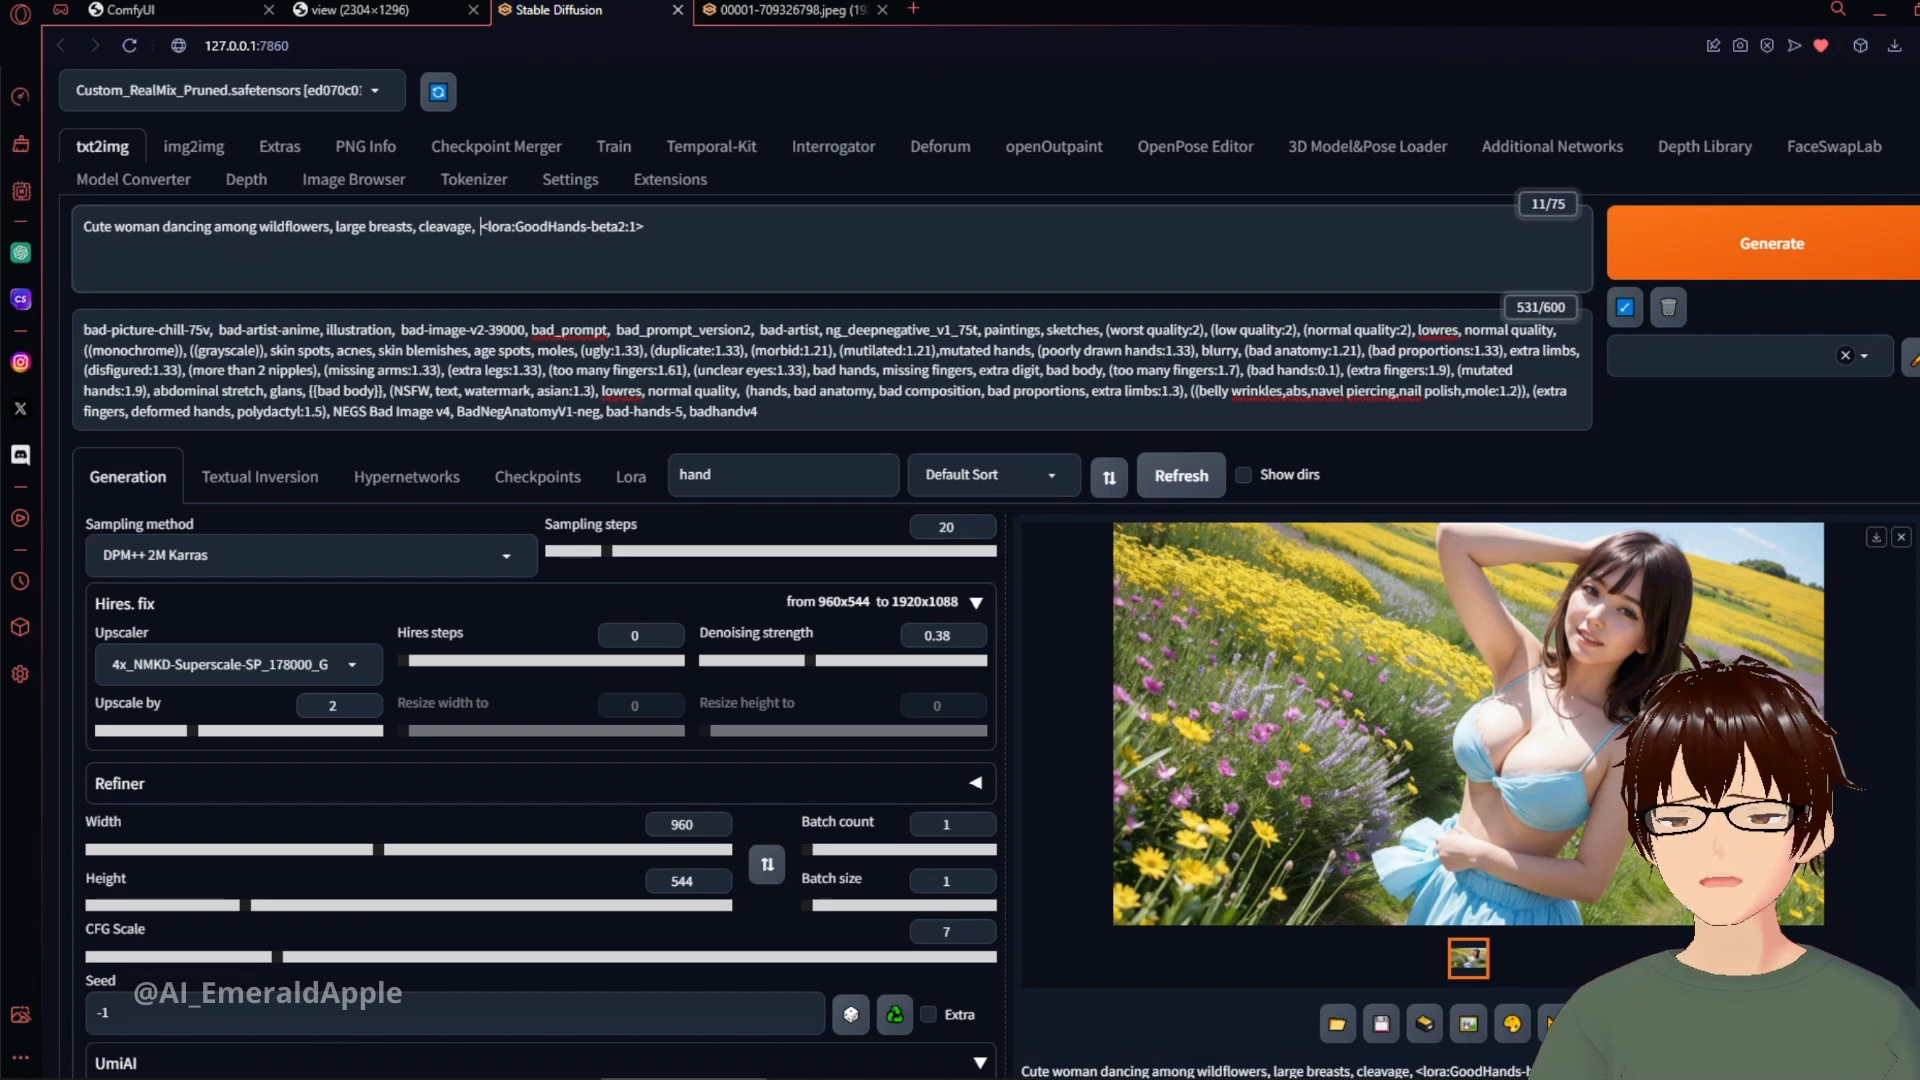 ComfyUI
view (2304×1296)
Stable Diffusion
00001-709326798.jpeg (19
127.0.0.1:7860
Custom_RealMix_Pruned.safetensors [ed070c01
txt2img
img2img
Extras
PNG Info
Checkpoint Merger
Train
Temporal-Kit
Interrogator
Deforum
openOutpaint
OpenPose Editor
3D Model&Pose Loader
Additional Networks
Depth Library
FaceSwapLab
Model Converter
Depth
Image Browser
Tokenizer
Settings
Extensions
11/75
Cute woman dancing among wildflowers, large breasts, cleavage, <lora:GoodHands-beta2:1>
Generate
531/600
bad-picture-chill-75v, bad-artist-anime, illustration, bad-image-v2-39000, bad_prompt, bad_prompt_version2, bad-artist, ng_deepnegative_v1_75t, paintings, sketches, (worst quality:2), (low quality:2), (normal quality:2), lowres, normal quality,
((monochrome)), ((grayscale)), skin spots, acnes, skin blemishes, age spots, moles, (ugly:1.33), (duplicate:1.33), (morbid:1.21), (mutilated:1.21),mutated hands, (poorly drawn hands:1.33), blurry, (bad anatomy:1.21), (bad proportions:1.33), extra limbs,
(disfigured:1.33), (more than 2 nipples), (missing arms:1.33), (extra legs:1.33), (too many fingers:1.61), (unclear eyes:1.33), bad hands, missing fingers, extra digit, bad body, (too many fingers:1.7), (bad hands:0.1), (extra fingers:1.9), (mutated
hands:1.9), abdominal stretch, glans, {{bad body}}, (NSFW, text, watermark, asian:1.3), lowres, normal quality, (hands, bad anatomy, bad composition, bad proportions, extra limbs:1.3), ((belly wrinkles,abs,navel piercing,nail polish,mole:1.2)), (extra
fingers, deformed hands, polydactyl:1.5), NEGS Bad Image v4, BadNegAnatomyV1-neg, bad-hands-5, badhandv4
Generation
Textual Inversion
Hypernetworks
Checkpoints
Lora
hand
Default Sort
Refresh
Show dirs
Sampling method
DPM++ 2M Karras
Sampling steps
20
Hires. fix
from 960x544 to 1920x1088
Upscaler
4x_NMKD-Superscale-SP_178000_G
Hires steps
0
Denoising strength
0.38
Upscale by
2
Resize width to
0
Resize height to
0
Refiner
Width
960
Batch count
1
Height
544
Batch size
1
CFG Scale
7
Seed
-1
@AI_EmeraldApple
Extra
UmiAI
Cute woman dancing among wildflowers, large breasts, cleavage, <lora:GoodHands-b
CS